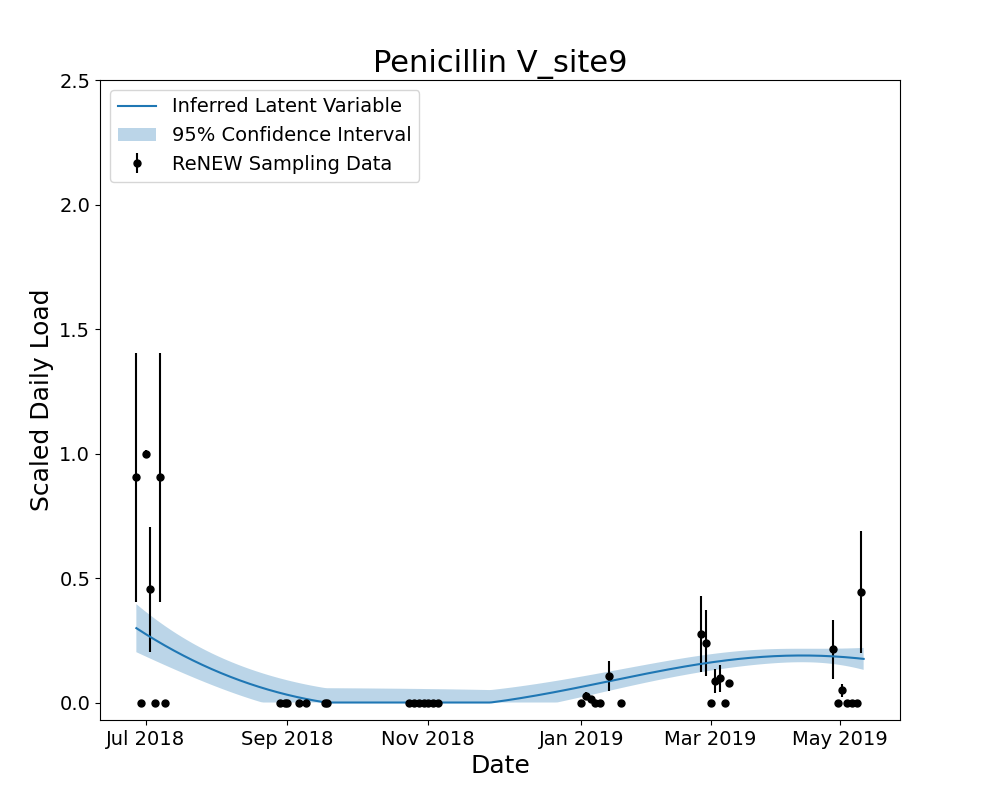 Penicillin V_site9
Inferred Latent Variable
95% Confidence Interval
ReNEW Sampling Data
Scaled Daily Load
2.5
2.0
1.5
1.0
0.5
0.0
Jul 2018
Sep 2018
Nov 2018
Jan 2019
Mar 2019
May 2019
Date